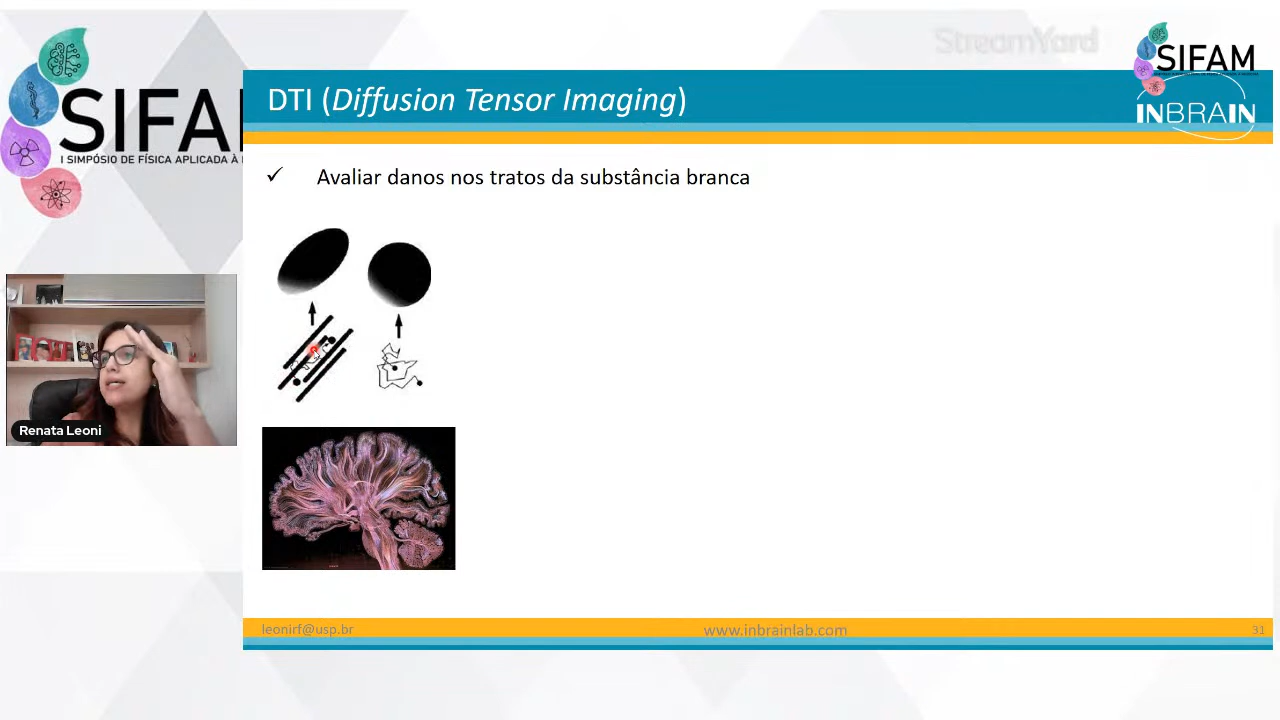 StreamYard
SIFAM
INBRAIN
SIFA
I SIMPÓSIO DE FÍSICA APLICADA À
DTI (Diffusion Tensor Imaging)
✓ Avaliar danos nos tratos da substância branca
Renata Leoni
leonirf@usp.br
www.inbrainlab.com
31